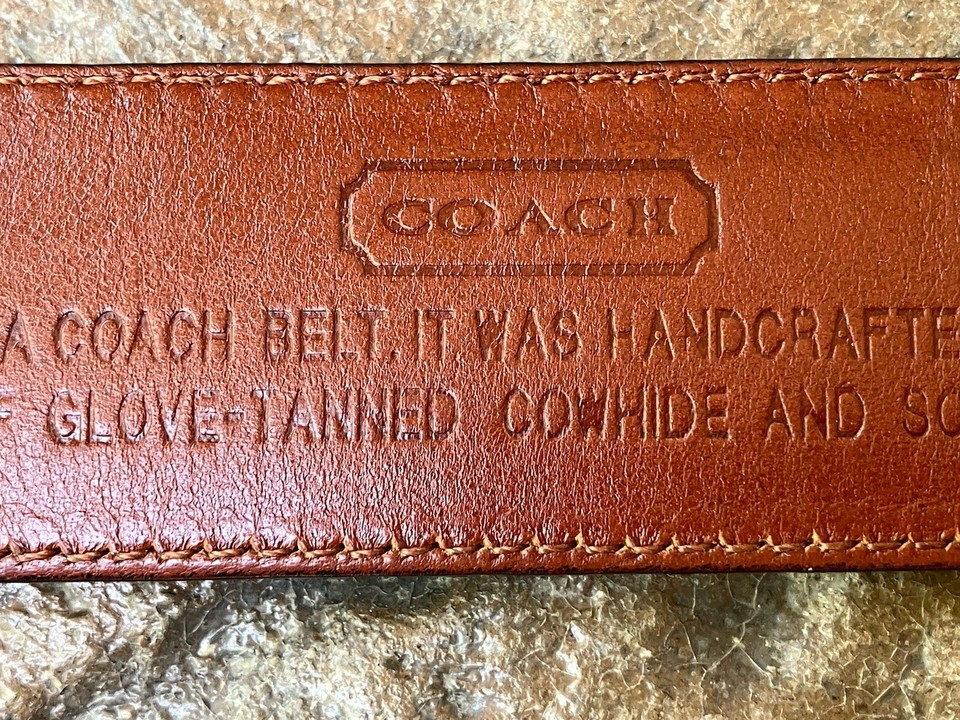 COACH
A COACH BELT. IT WAS HANDCRAFTE
GLOVE-TANNED COWHIDE AND SO